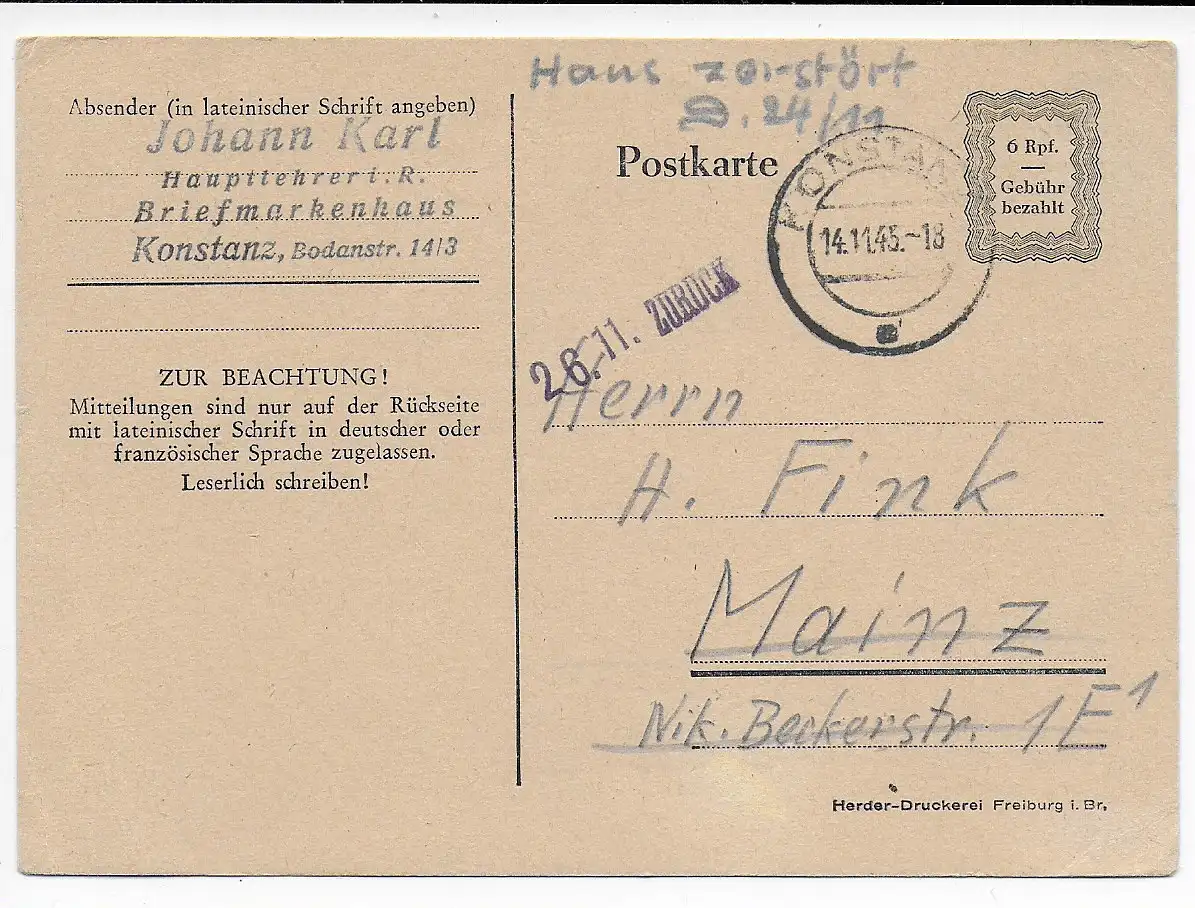 Absender (in lateinischer Schrift angeben)
Johann Karl
Hauptlehrer i. R.
Briefmarkenhaus
Konstanz, Bodanstr. 14/3
ZUR BEACHTUNG!
Mitteilungen sind nur auf der Rückseite
mit lateinischer Schrift in deutscher oder
französischer Sprache zugelassen.
Leserlich schreiben!
Haus zerstört
24/11
Postkarte
KONSTANZ
14.11.45.-18
6 Rpf.
Gebühr
bezahlt
26.11. ZURÜCK
Herrn
H. Fink
Mainz
Nik. Beckerstr. 1 E 1
Herder-Druckerei Freiburg i. Br.